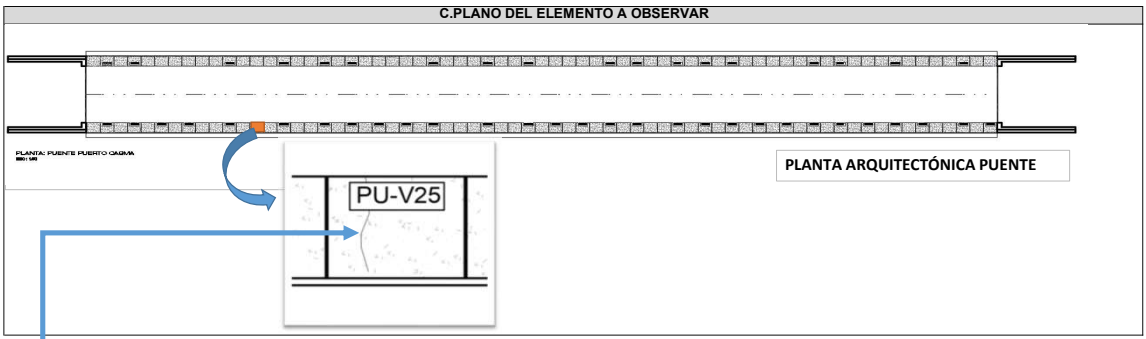 C.PLANO DEL ELEMENTO A OBSERVAR
PLANTA: PUENTE PUERTO CASMA
PLANTA ARQUITECTÓNICA PUENTE
PU-V25